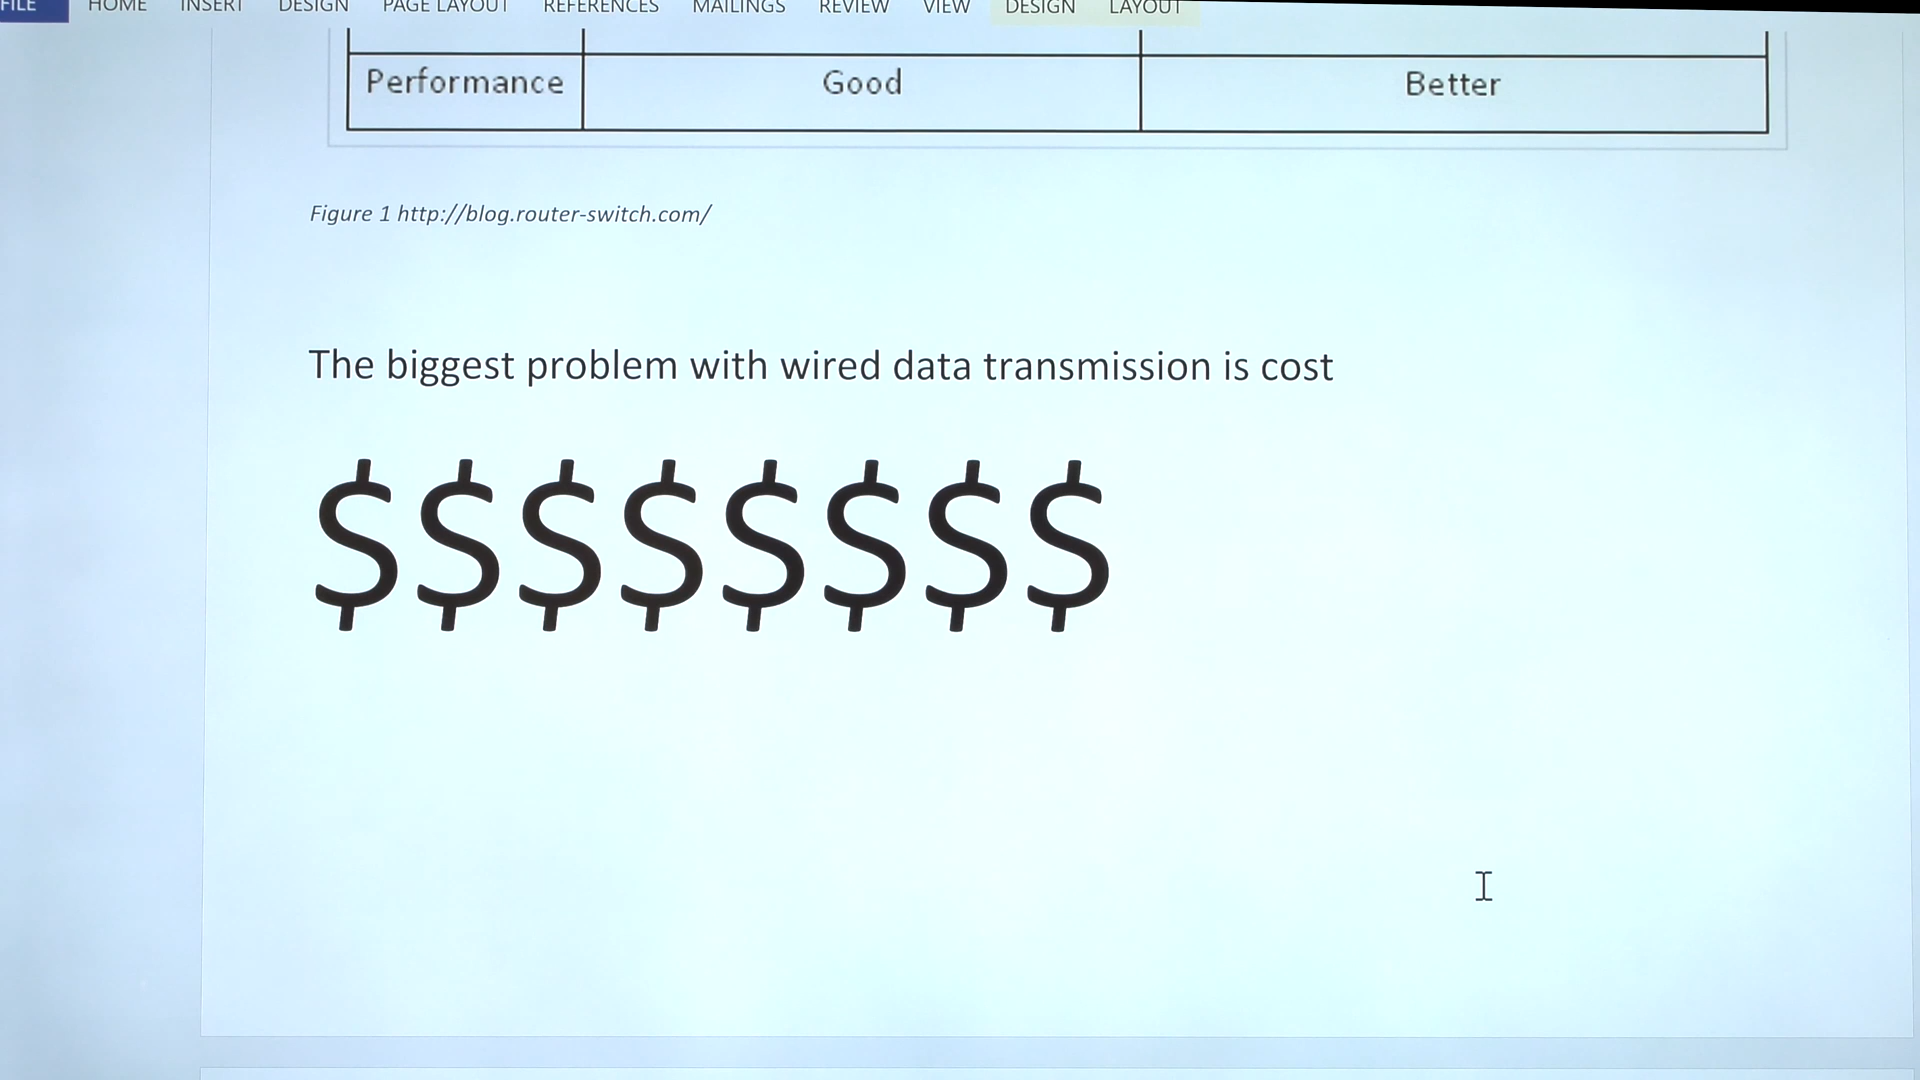 FILE HOME INSERT DESIGN PAGE LAYOUT REFERENCES MAILINGS REVIEW VIEW DESIGN LAYOUT
Performance Good Better
Figure 1 http://blog.router-switch.com/
The biggest problem with wired data transmission is cost
$$$$$$$$